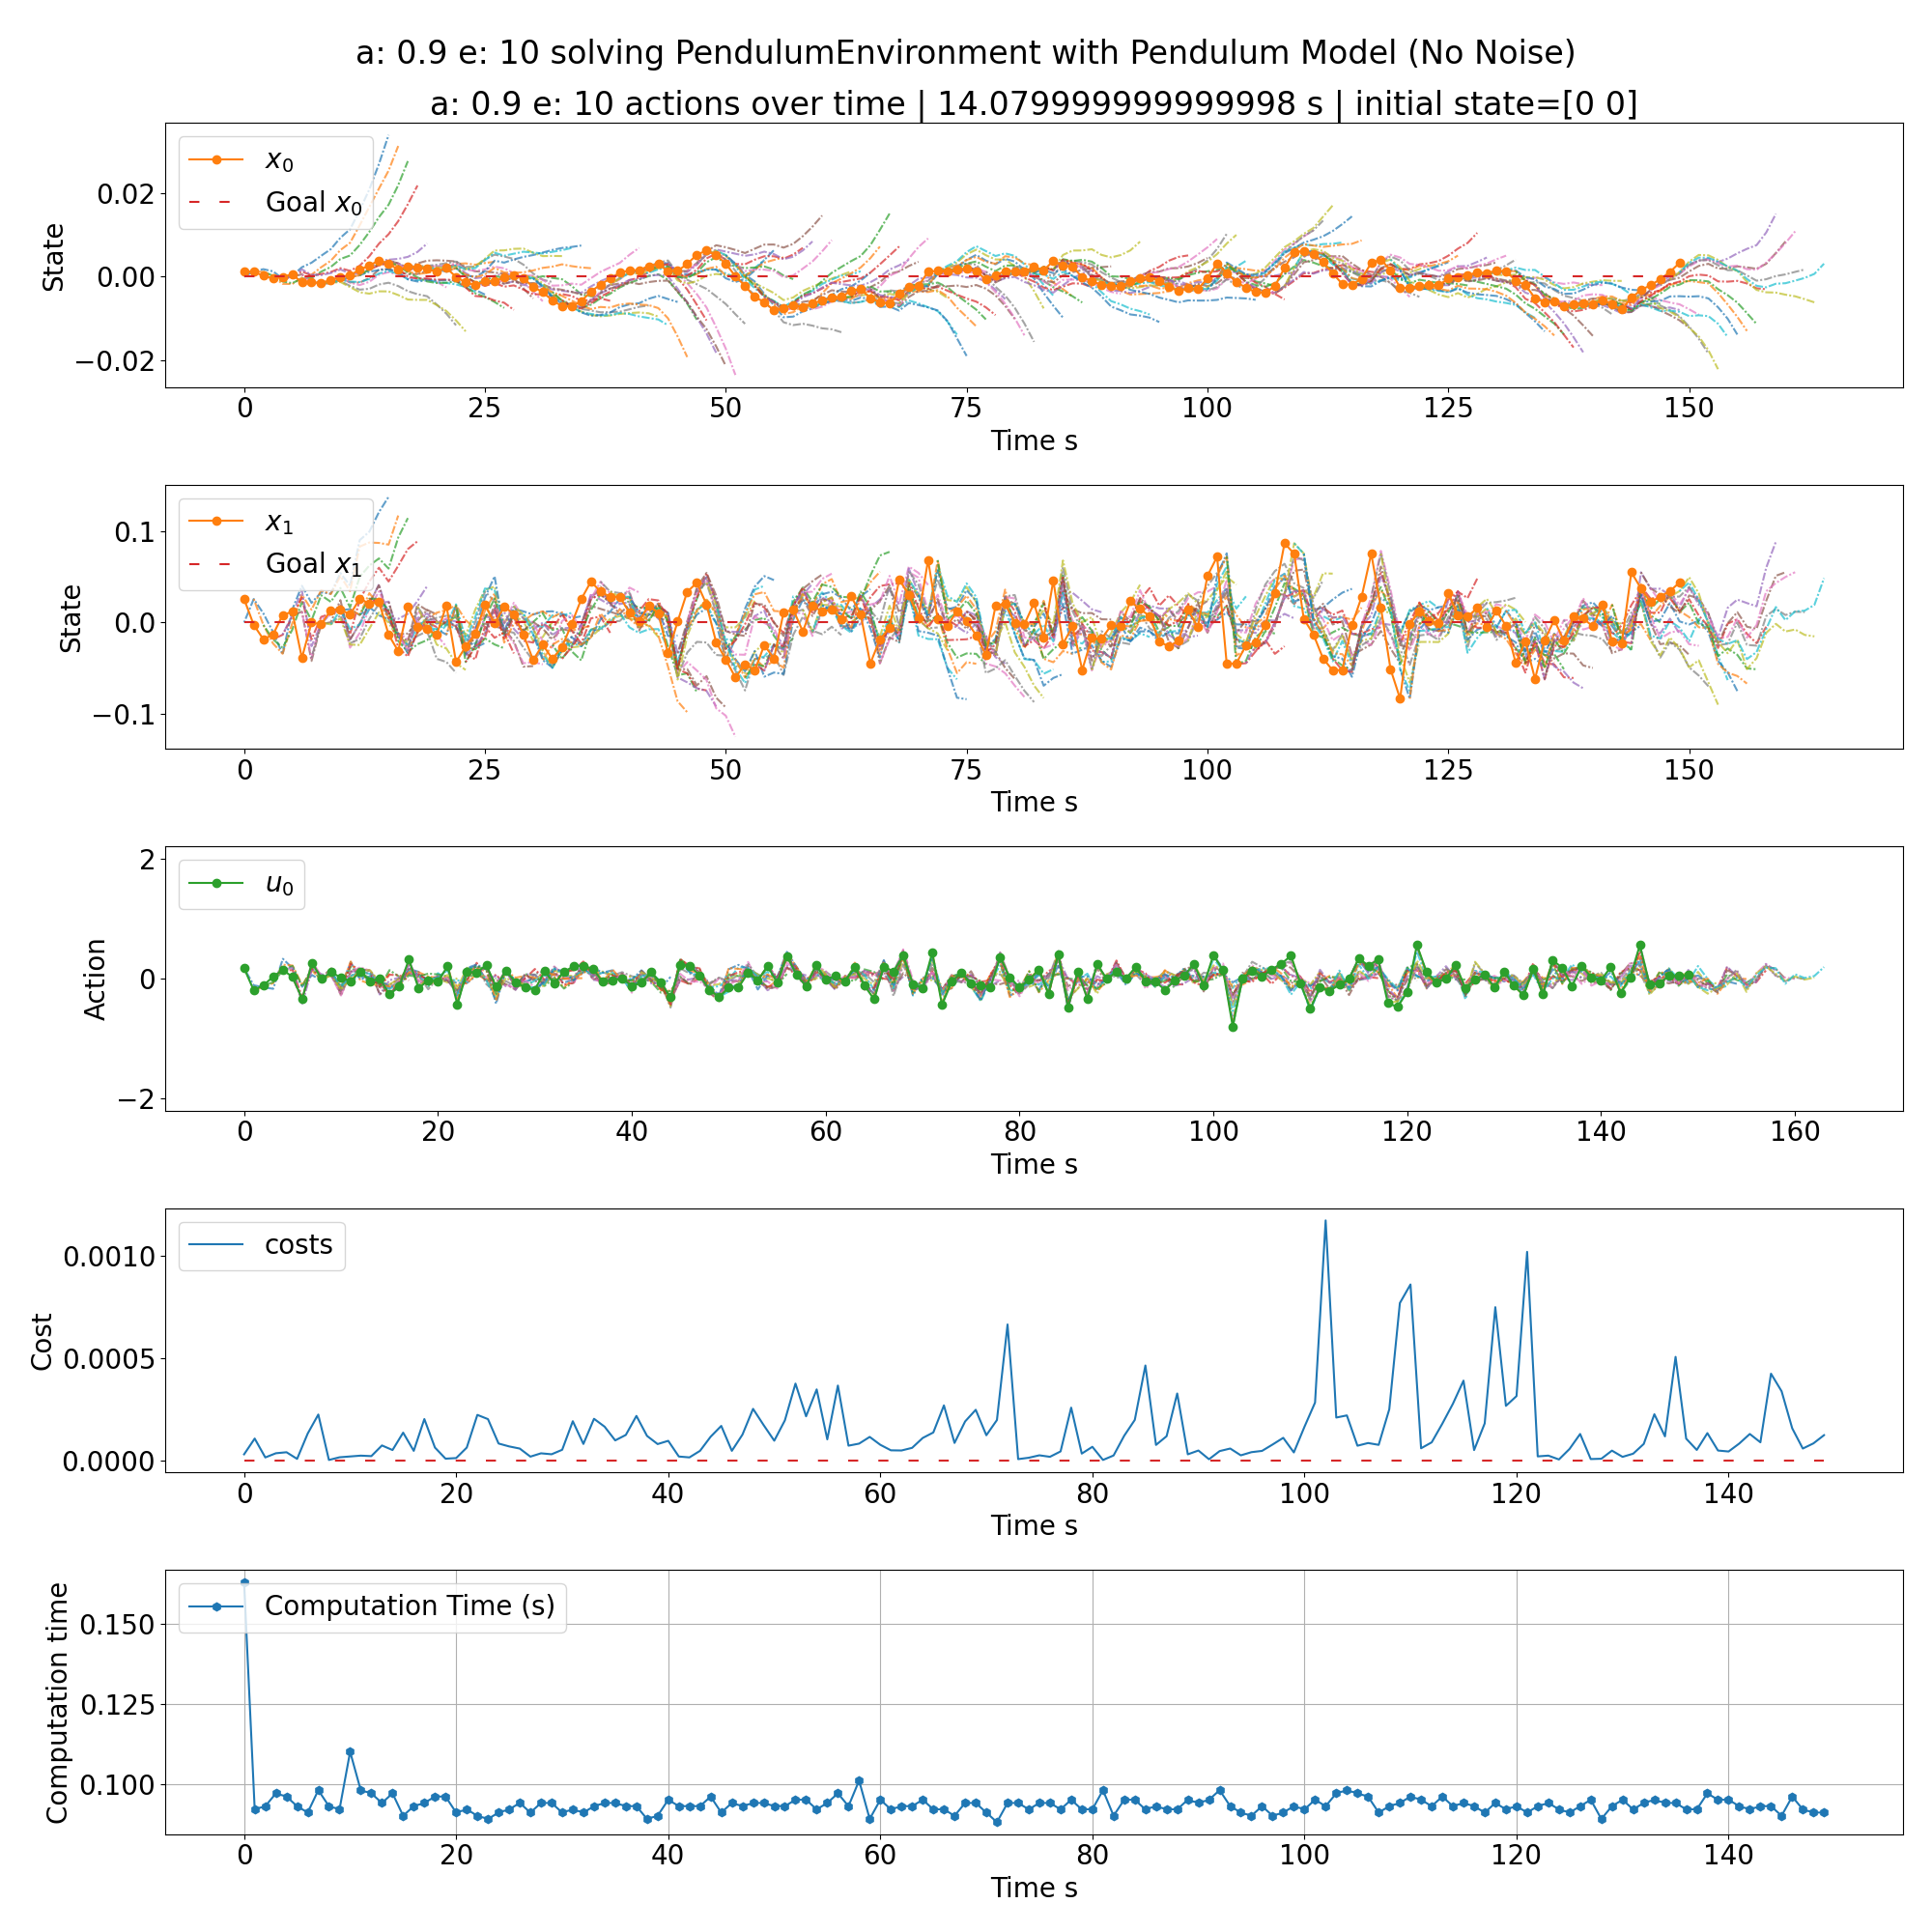 a: 0.9 e: 10 solving PendulumEnvironment with Pendulum Model (No Noise)
a: 0.9 e: 10 actions over time | 14.079999999999998 s | initial state=[0 0]
x₀
Goal x₀
State
0.02
0.00
−0.02
0 25 50 75 100 125 150
Time s
x₁
Goal x₁
State
0.1
0.0
−0.1
0 25 50 75 100 125 150
Time s
u₀
Action
2
0
−2
0 20 40 60 80 100 120 140 160
Time s
costs
Cost
0.0010
0.0005
0.0000
0 20 40 60 80 100 120 140
Time s
Computation Time (s)
Computation time
0.150
0.125
0.100
0 20 40 60 80 100 120 140
Time s